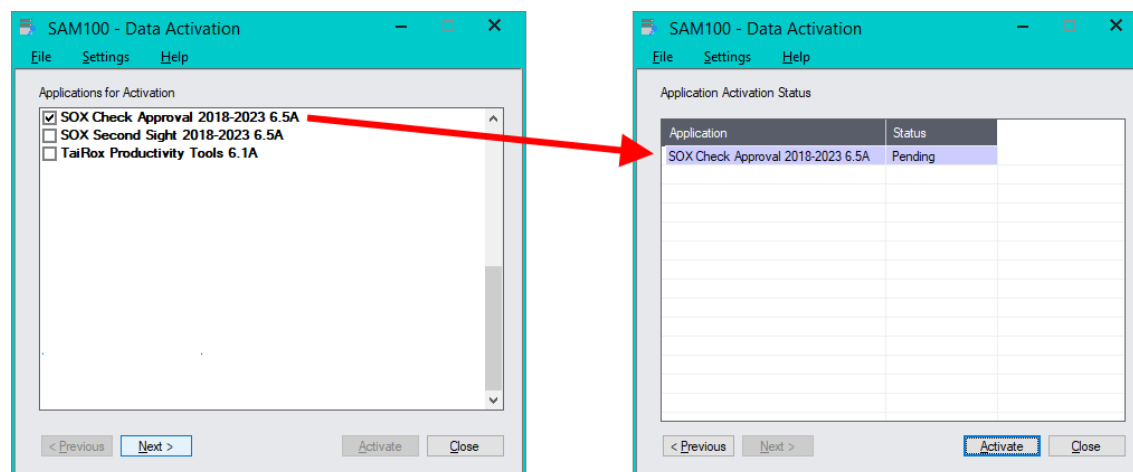 SAM100 - Data Activation
File Settings Help
Applications for Activation
SOX Check Approval 2018-2023 6.5A
SOX Second Sight 2018-2023 6.5A
TaiRox Productivity Tools 6.1A
< Previous Next > Activate Close
SAM100 - Data Activation
File Settings Help
Application Activation Status
Application Status
SOX Check Approval 2018-2023 6.5A Pending
< Previous Next > Activate Close